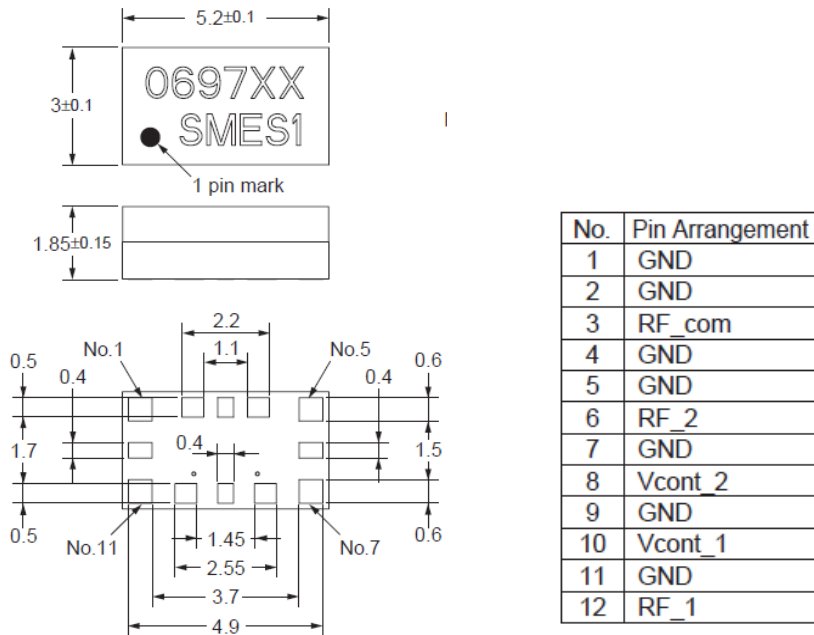 5.2±0.1
0697XX
SMES1
3±0.1
1 pin mark
1.85±0.15
2.2
No.1
1.1
No.5
0.5
0.4
0.4
0.6
1.7
0.4
1.5
0.5
No.11
1.45
No.7
0.6
2.55
3.7
4.9
No. Pin Arrangement
1 GND
2 GND
3 RF_com
4 GND
5 GND
6 RF_2
7 GND
8 Vcont_2
9 GND
10 Vcont_1
11 GND
12 RF_1